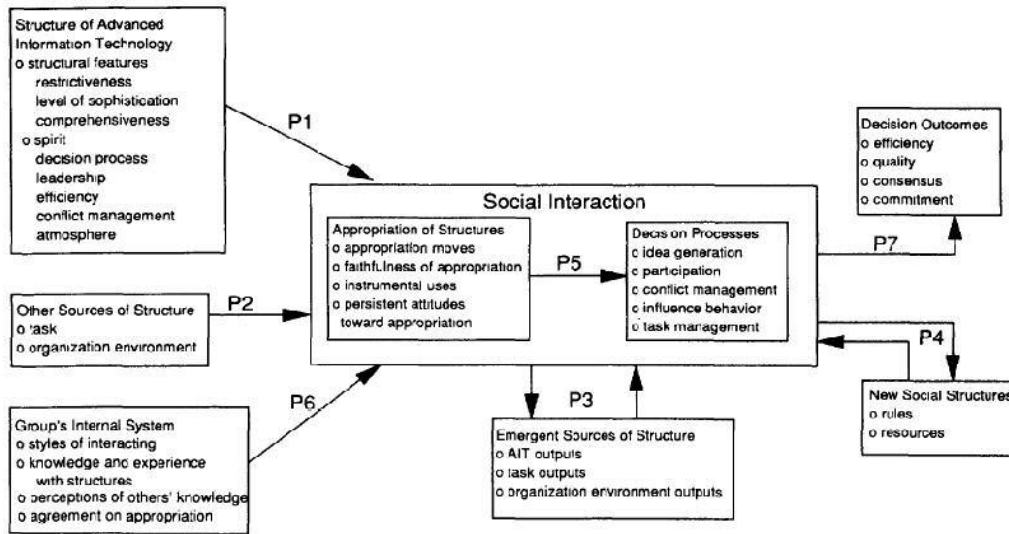 Structure of Advanced
Information Technology
o structural features
restrictiveness
level of sophistication
comprehensiveness
o spirit
decision process
leadership
efficiency
conflict management
atmosphere
P1
Other Sources of Structure
o task
o organization environment
P2
Group's Internal System
o styles of interacting
o knowledge and experience
with structures
o perceptions of others' knowledge
o agreement on appropriation
P6
Social Interaction
Appropriation of Structures
o appropriation moves
o faithfulness of appropriation
o instrumental uses
o persistent attitudes
toward appropriation
P5
Decision Processes
o idea generation
o participation
o conflict management
o influence behavior
o task management
P3
Emergent Sources of Structure
o AIT outputs
o task outputs
o organization environment outputs
Decision Outcomes
o efficiency
o quality
o consensus
o commitment
P7
P4
New Social Structures
o rules
o resources